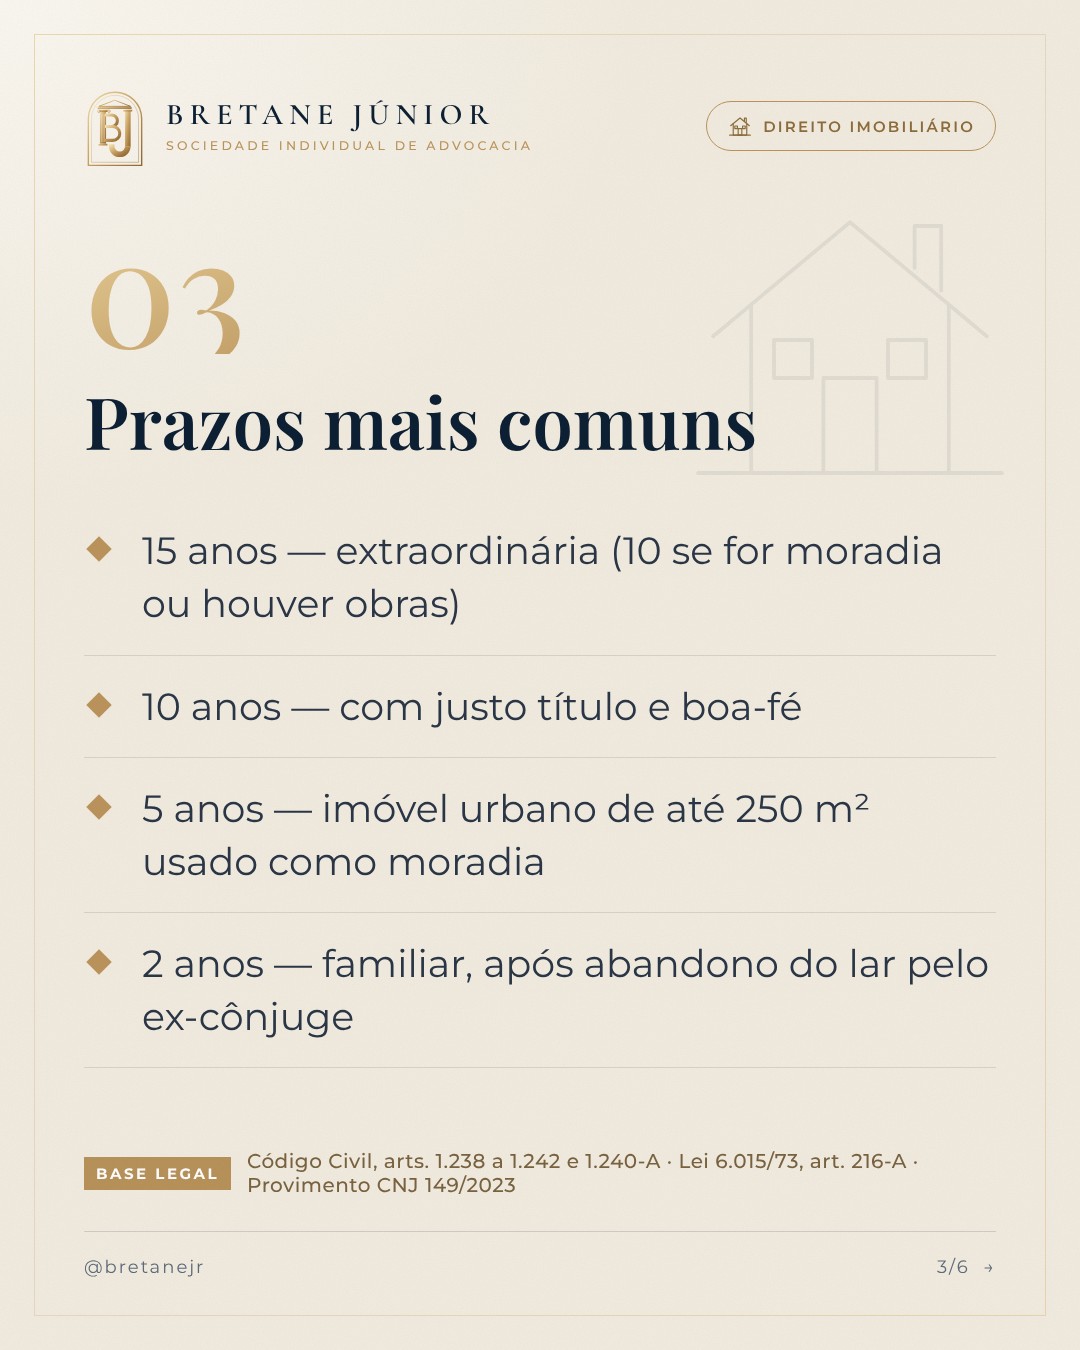 BRETANE JÚNIOR
SOCIEDADE INDIVIDUAL DE ADVOCACIA
DIREITO IMOBILIÁRIO
03
Prazos mais comuns
15 anos — extraordinária (10 se for moradia
ou houver obras)
10 anos — com justo título e boa-fé
5 anos — imóvel urbano de até 250 m²
usado como moradia
2 anos — familiar, após abandono do lar pelo
ex-cônjuge
BASE LEGAL
Código Civil, arts. 1.238 a 1.242 e 1.240-A · Lei 6.015/73, art. 216-A ·
Provimento CNJ 149/2023
@bretanejr
3/6 →